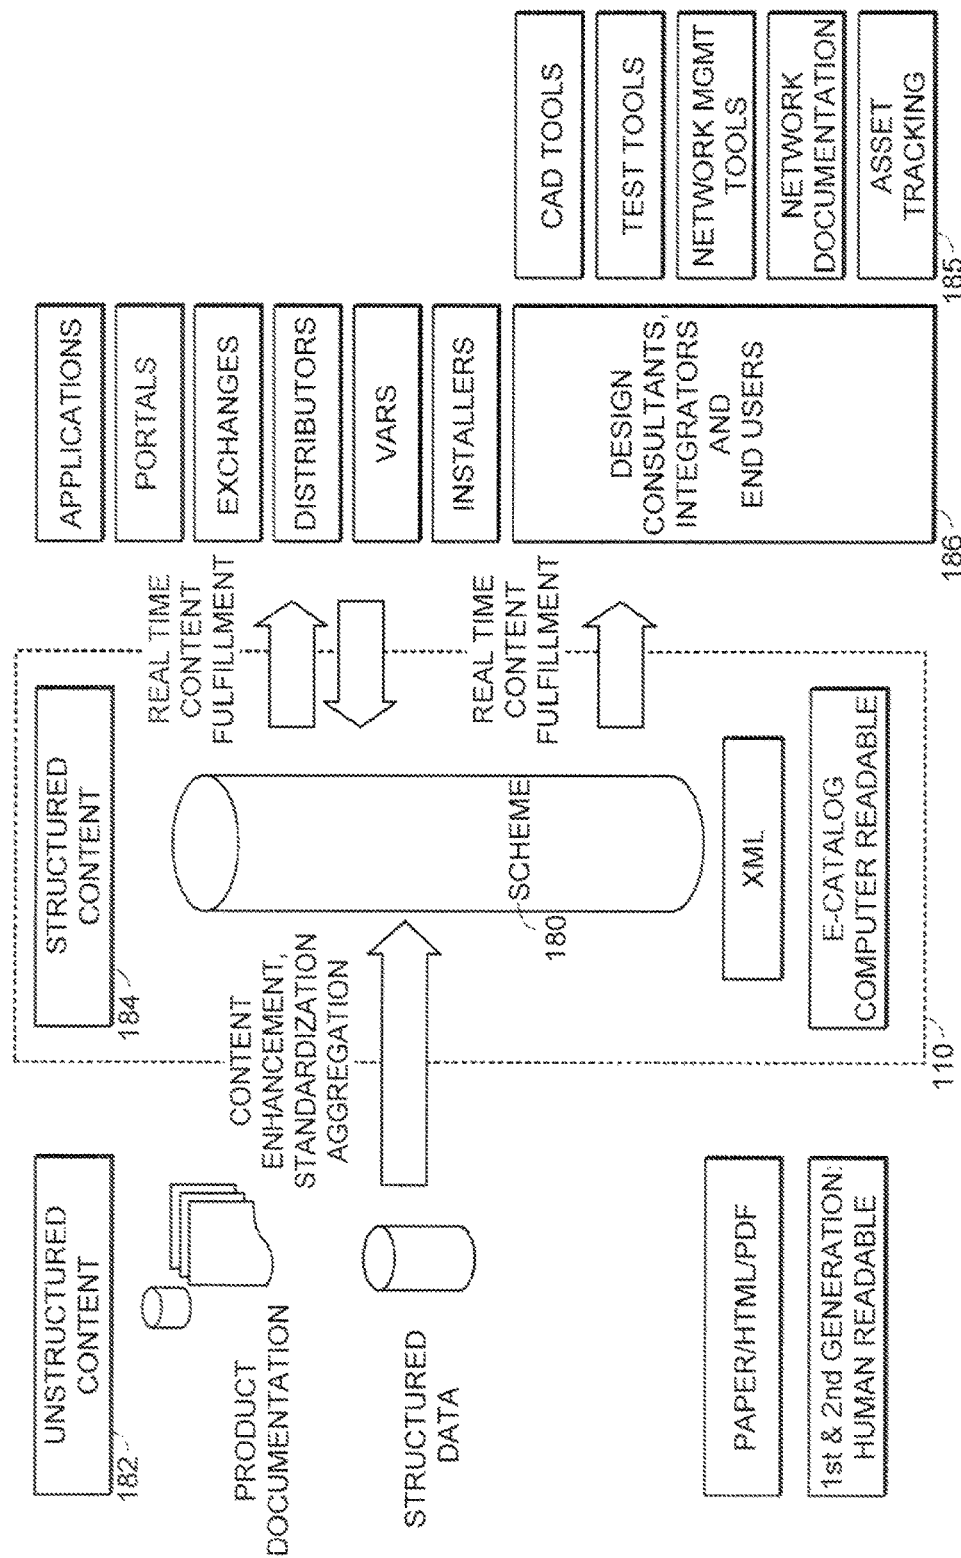 UNSTRUCTURED
CONTENT
182
PRODUCT
DOCUMENTATION
STRUCTURED
DATA
PAPER/HTML/PDF
1st & 2nd GENERATION:
HUMAN READABLE
CONTENT
ENHANCEMENT,
STANDARDIZATION
AGGREGATION
STRUCTURED
CONTENT
184
SCHEME
180
XML
E-CATALOG
COMPUTER READABLE
110
REAL TIME
CONTENT
FULFILLMENT
REAL TIME
CONTENT
FULFILLMENT
APPLICATIONS
PORTALS
EXCHANGES
DISTRIBUTORS
VARS
INSTALLERS
DESIGN
CONSULTANTS,
INTEGRATORS
AND
END USERS
186
CAD TOOLS
TEST TOOLS
NETWORK MGMT
TOOLS
NETWORK
DOCUMENTATION
ASSET
TRACKING
185